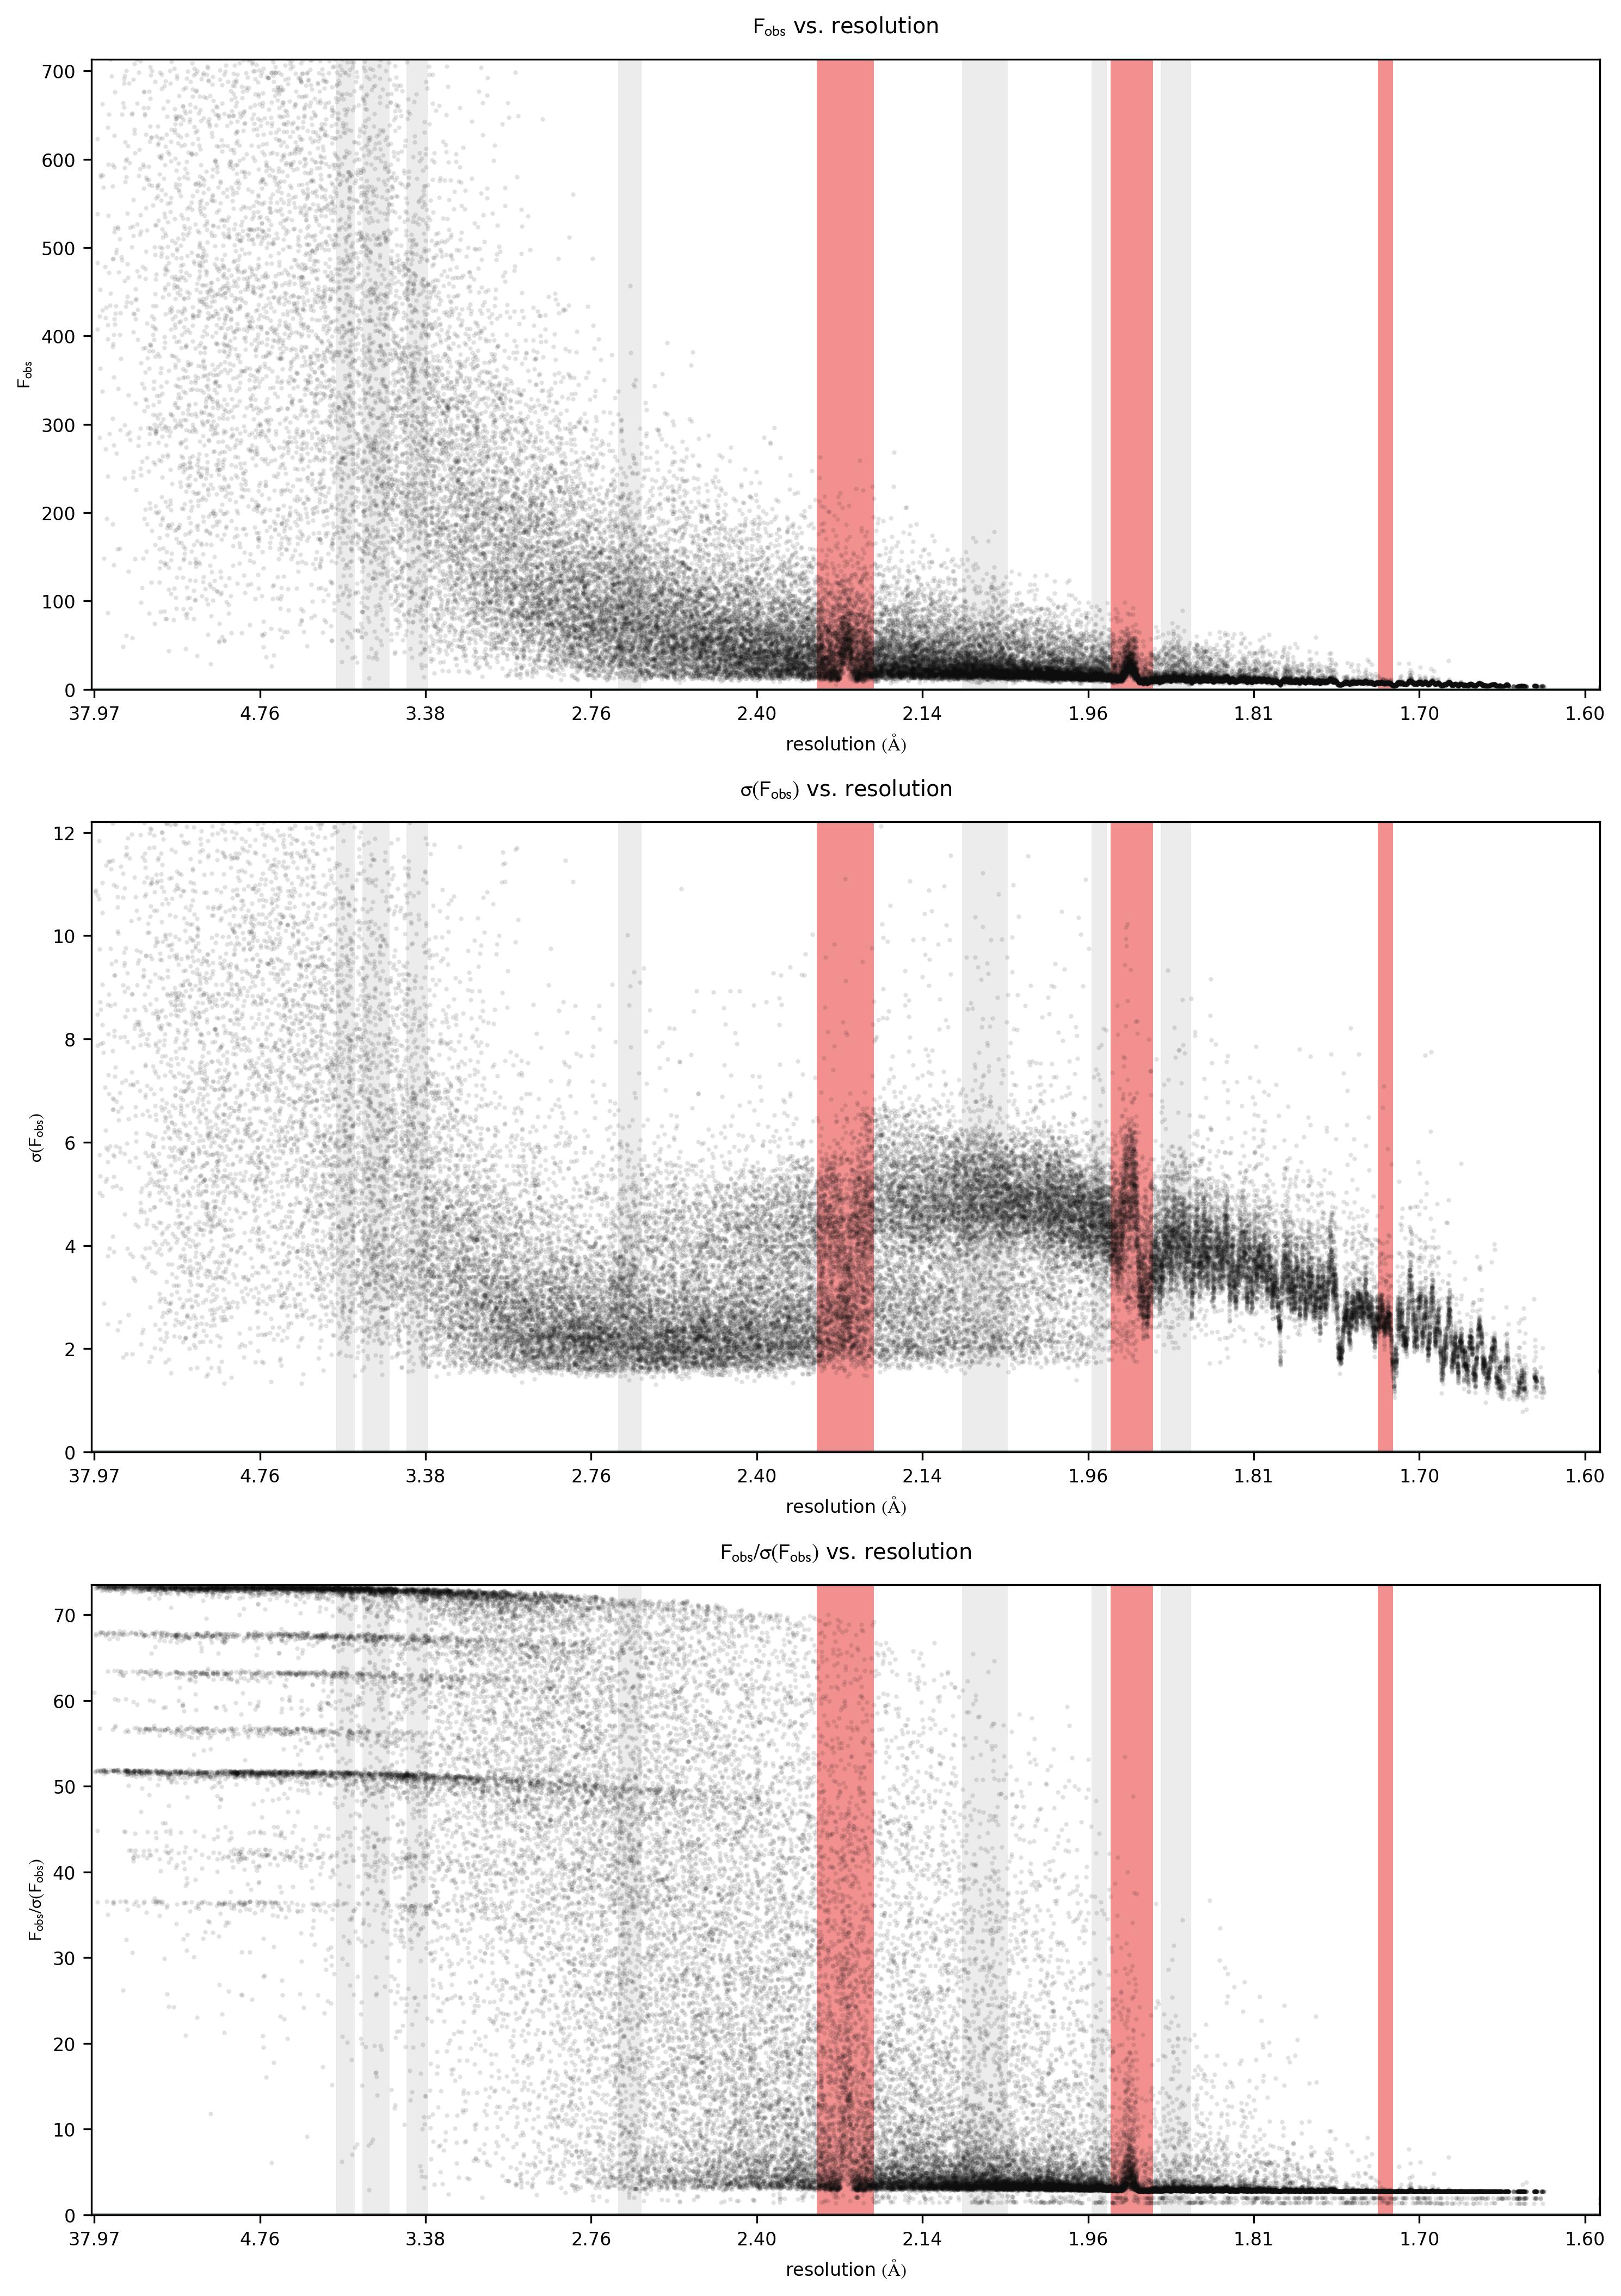 Fobs vs. resolution
700
600
500
400
300
200
100
0
Fobs
37.97 4.76 3.38 2.76 2.40 2.14 1.96 1.81 1.70 1.60
resolution (Å)
σ(Fobs) vs. resolution
12
10
8
6
4
2
0
σ(Fobs)
37.97 4.76 3.38 2.76 2.40 2.14 1.96 1.81 1.70 1.60
resolution (Å)
Fobs/σ(Fobs) vs. resolution
70
60
50
40
30
20
10
0
Fobs/σ(Fobs)
37.97 4.76 3.38 2.76 2.40 2.14 1.96 1.81 1.70 1.60
resolution (Å)